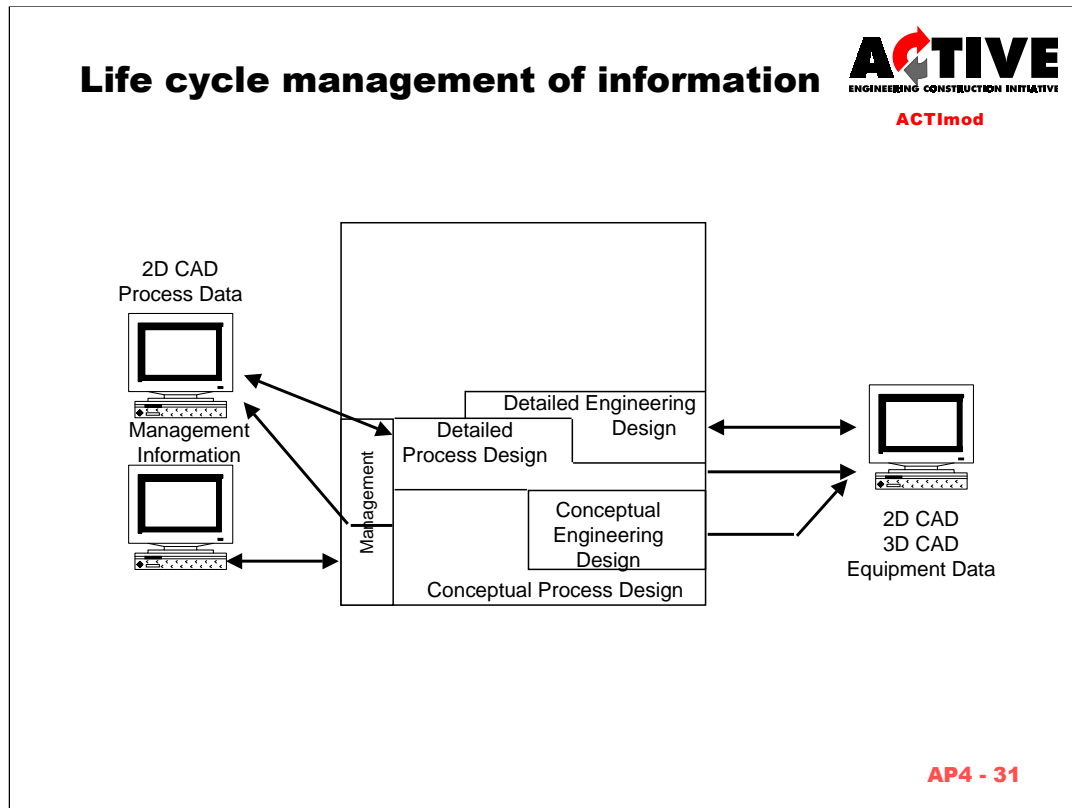 Life cycle management of information
ACTIVE
ENGINEERING CONSTRUCTION INITIATIVE
ACTImod
2D CAD
Process Data
Management
Information
Management
Detailed Engineering
Design
Detailed
Process Design
Conceptual
Engineering
Design
Conceptual Process Design
2D CAD
3D CAD
Equipment Data
AP4 - 31